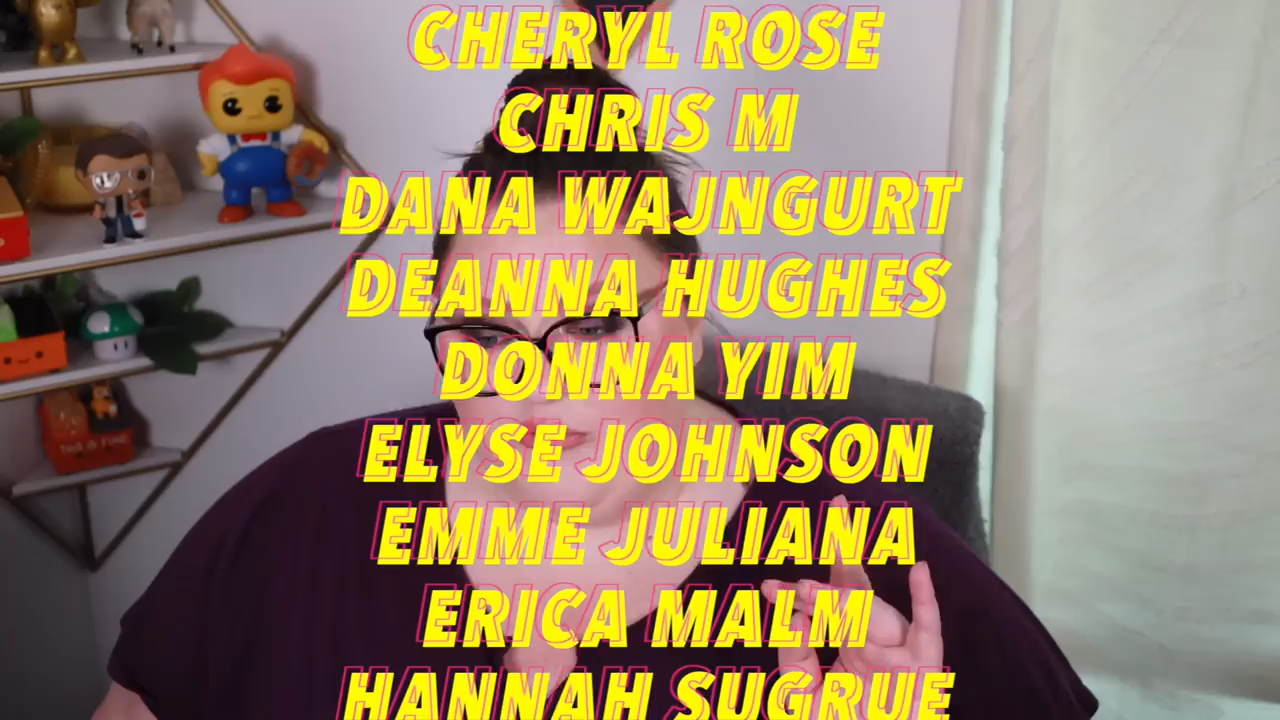 CHERYL ROSE
CHRIS M
DANA WAJNGURT
DEANNA HUGHES
DONNA YIM
ELYSE JOHNSON
EMME JULIANA
ERICA MALM
HANNAH SUGRUE